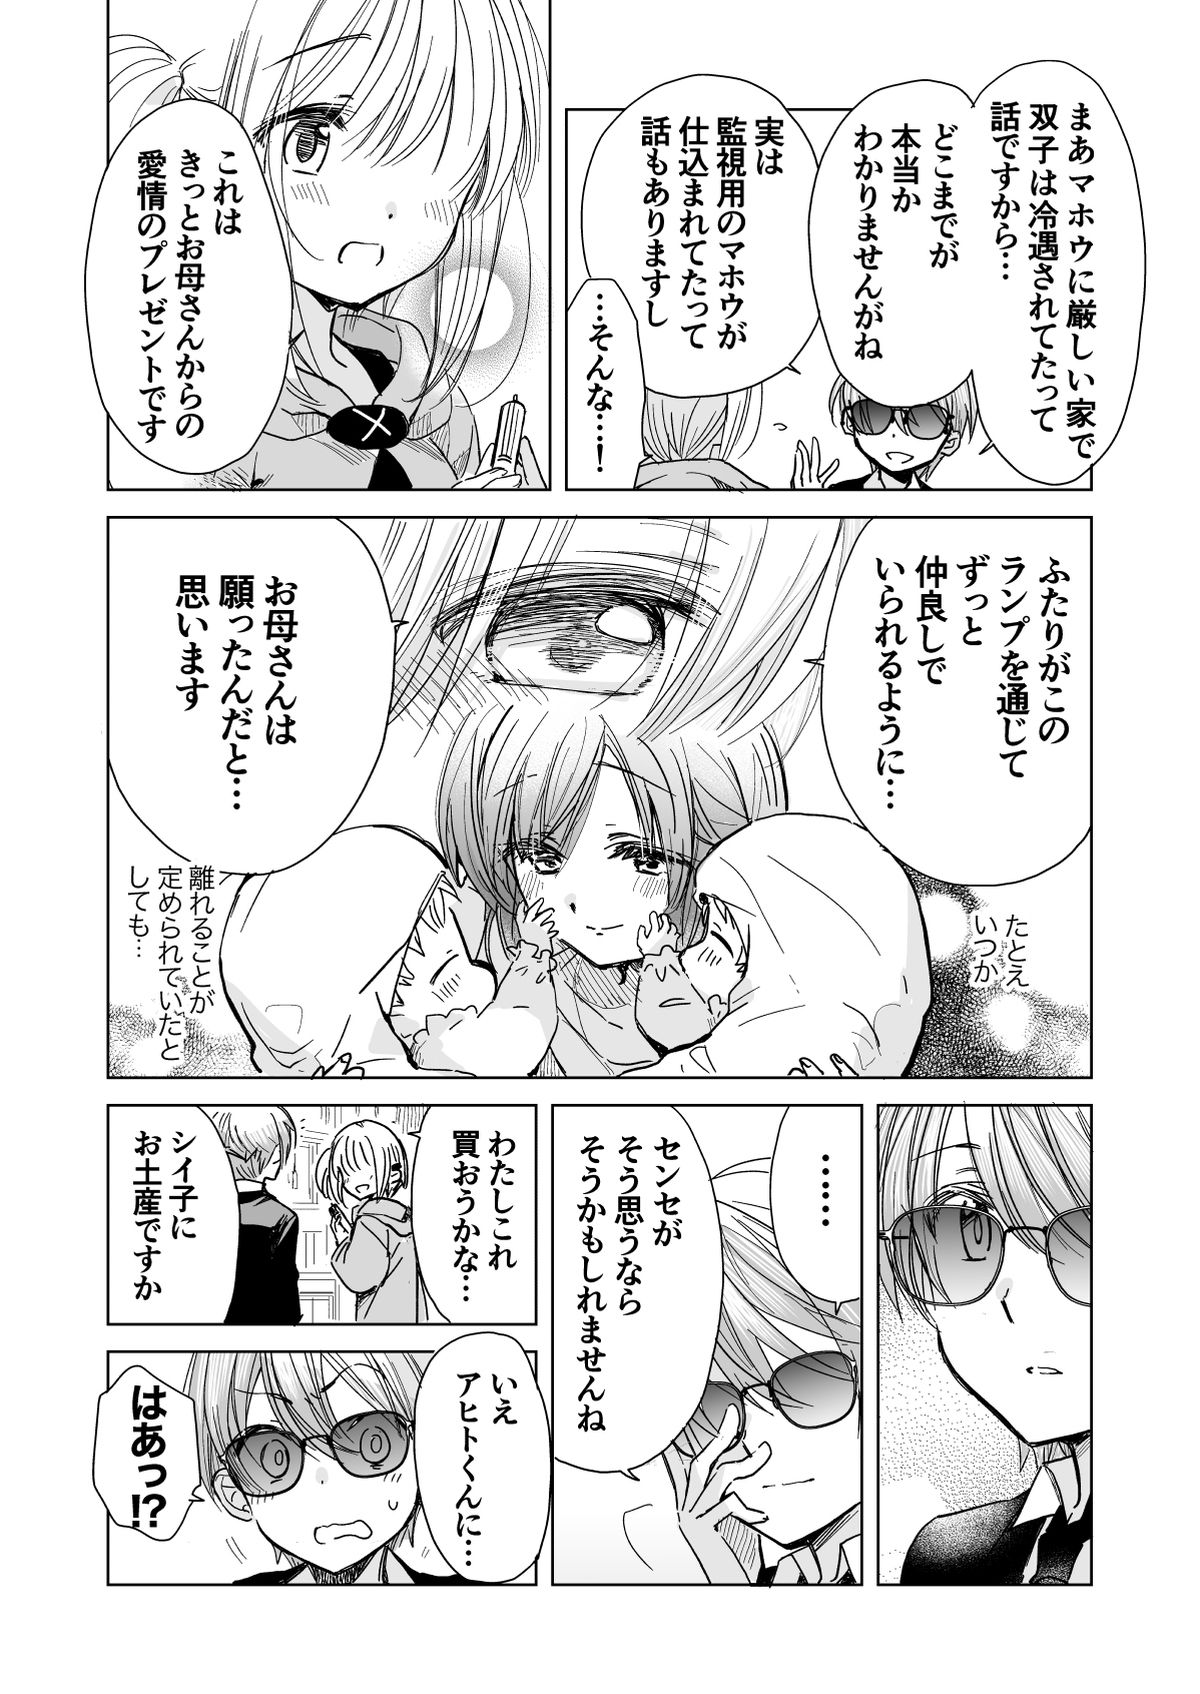 まあマホウに厳しい家で
双子は冷遇されてたって
話ですから…
どこまでが
本当か
わかりませんがね
実は
監視用のマホウが
仕込まれてたって
話もありますし
…そんな…!
これは
きっとお母さんからの
愛情のプレゼントです
ふたりがこの
ランプを通じて
ずっと
仲良しで
いられるように…
たとえ
いつか
お母さんは
願ったんだと…
思います
離れることが
定められていたと
しても…
……
センセが
そう思うなら
そうかもしれませんね
わたしこれ
買おうかな…
シイ子に
お土産ですか
いえ
アヒトくんに…
はあっ!?